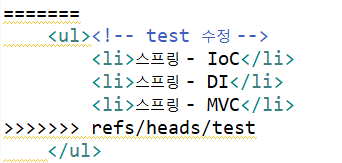 =======
<ul><!-- test 수정 -->
<li>스프링 - IoC</li>
<li>스프링 - DI</li>
<li>스프링 - MVC</li>
>>>>>>> refs/heads/test
</ul>